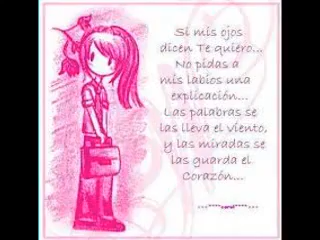 Si mis ojos
dicen Te quiero...
No pidas a
mis labios una
explicación...
Las palabras se
las lleva el viento,
y las miradas se
las guarda el
Corazón...